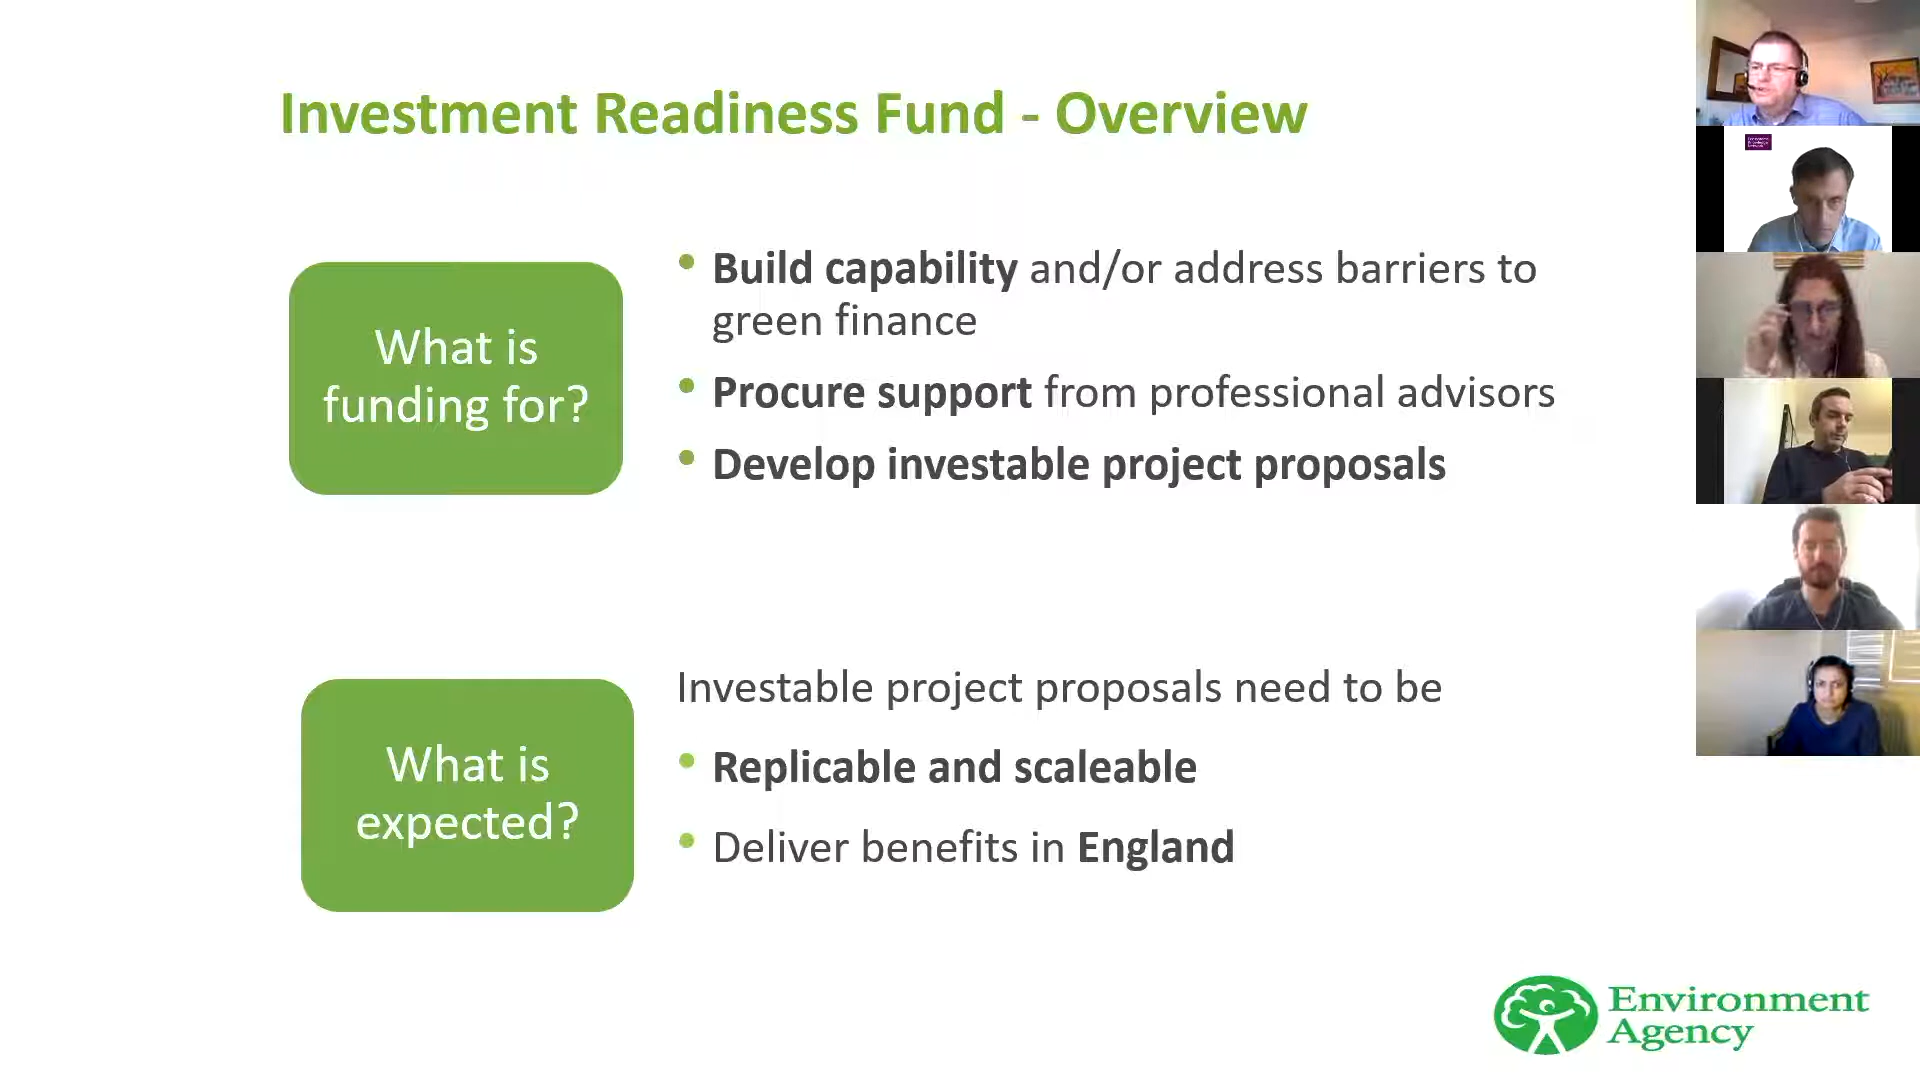 Investment Readiness Fund - Overview
What is
funding for?
• Build capability and/or address barriers to
green finance
• Procure support from professional advisors
• Develop investable project proposals
What is
expected?
Investable project proposals need to be
• Replicable and scaleable
• Deliver benefits in England
Environment
Agency